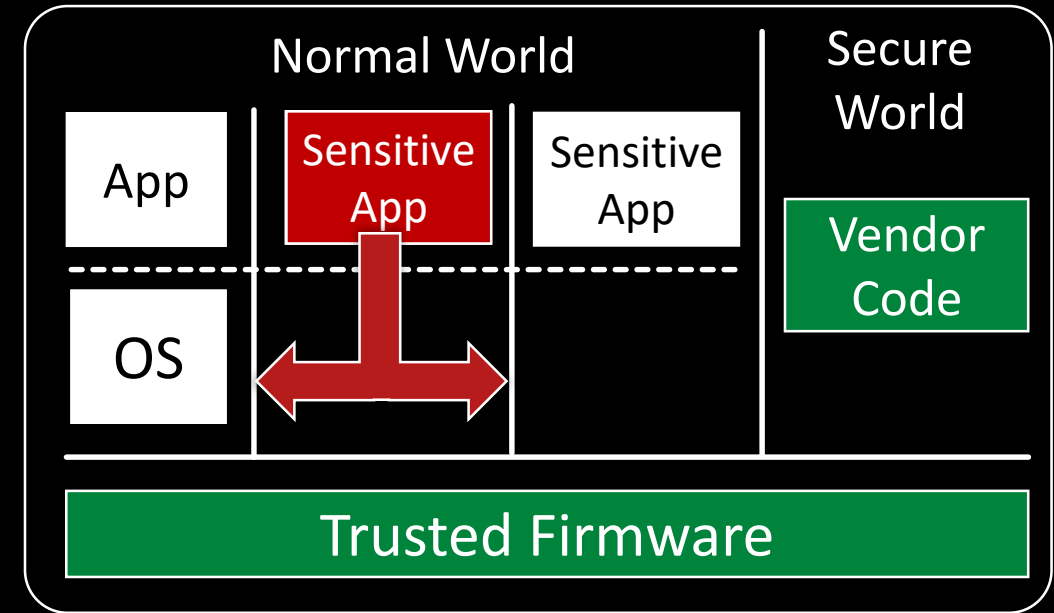 Normal World
Secure
World
App
Sensitive
App
Sensitive
App
Vendor
Code
OS
Trusted Firmware